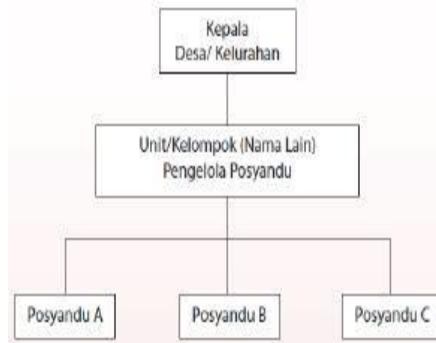 Kepala
Desa/ Kelurahan
Unit/Kelompok (Nama Lain)
Pengelola Posyandu
Posyandu A
Posyandu B
Posyandu C